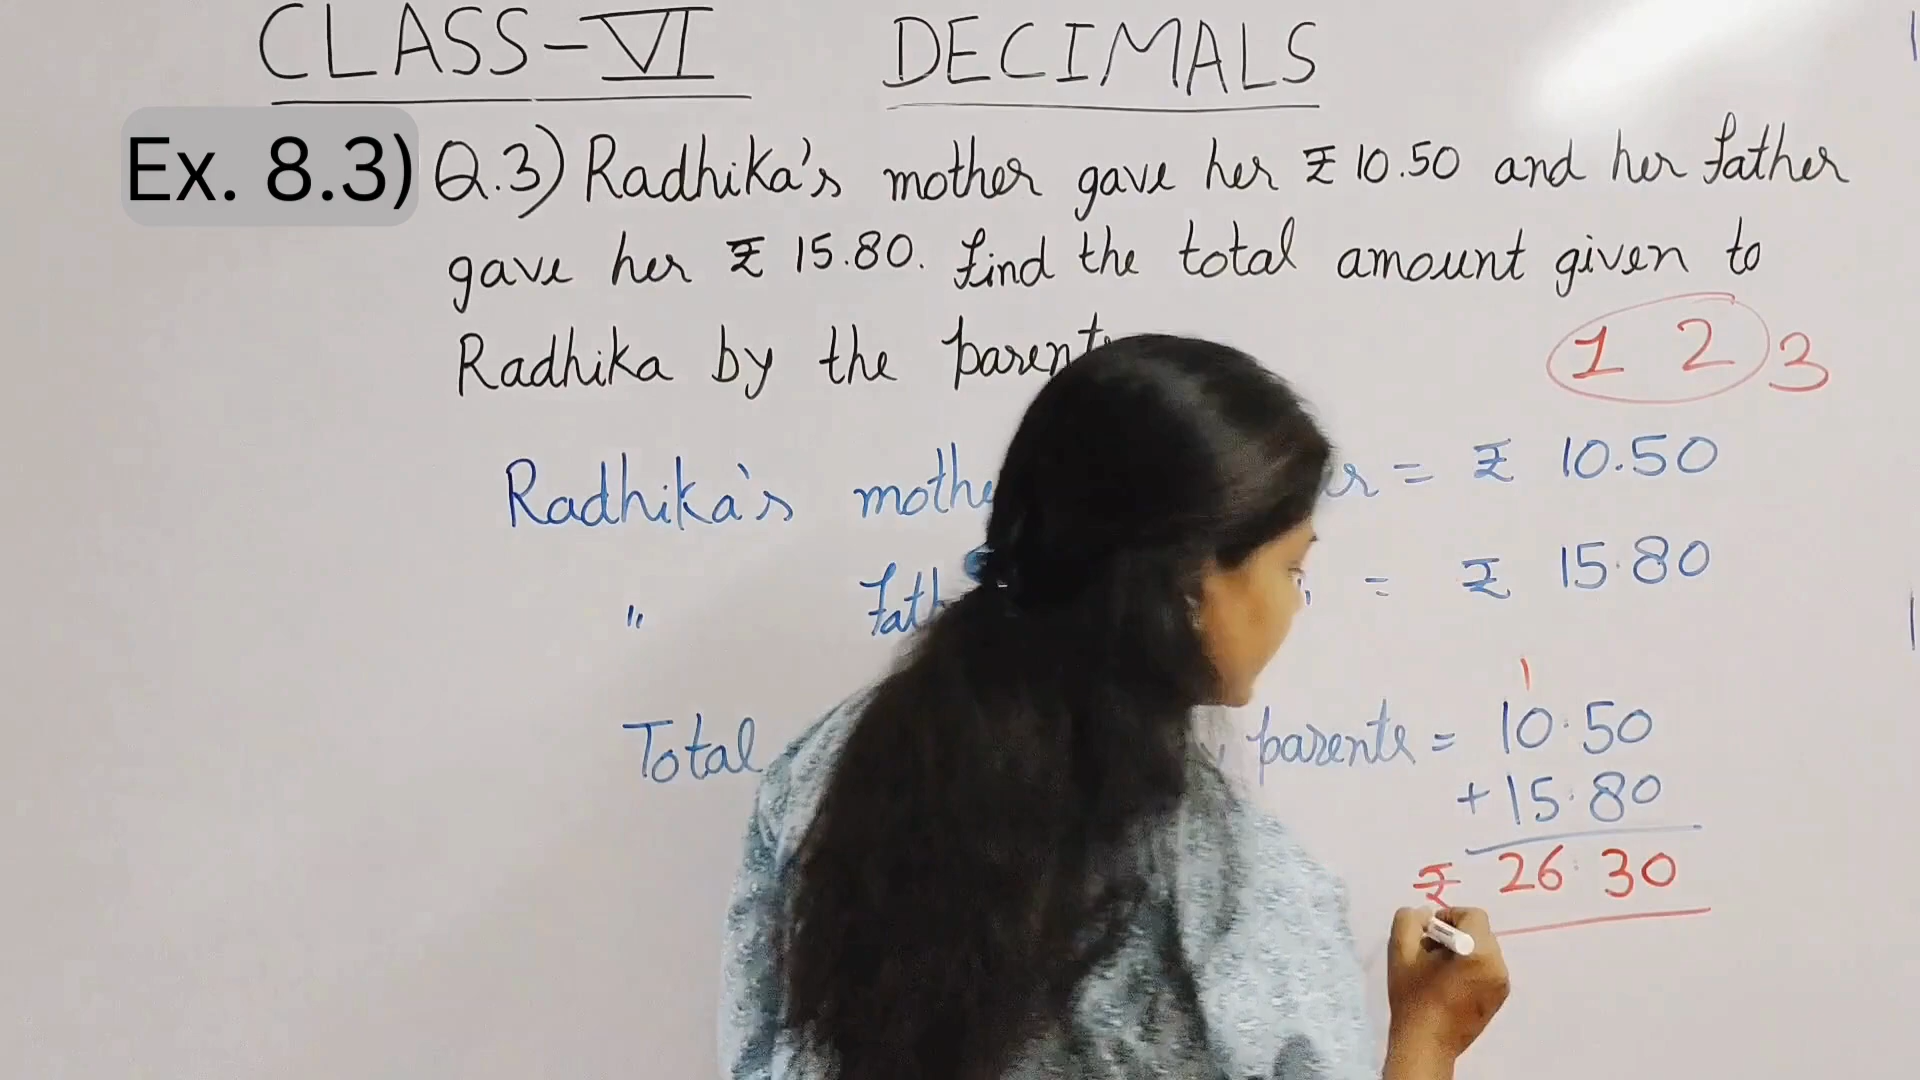 CLASS-VI DECIMALS
Ex. 8.3) Q.3) Radhika's mother gave her ₹ 10.50 and her father
gave her ₹ 15.80. find the total amount given to
Radhika by the parent
1 2 3
Radhika's = ₹ 10.50
" = ₹ 15.80
1
Total parents = 10.50
+ 15.80
₹ 26.30